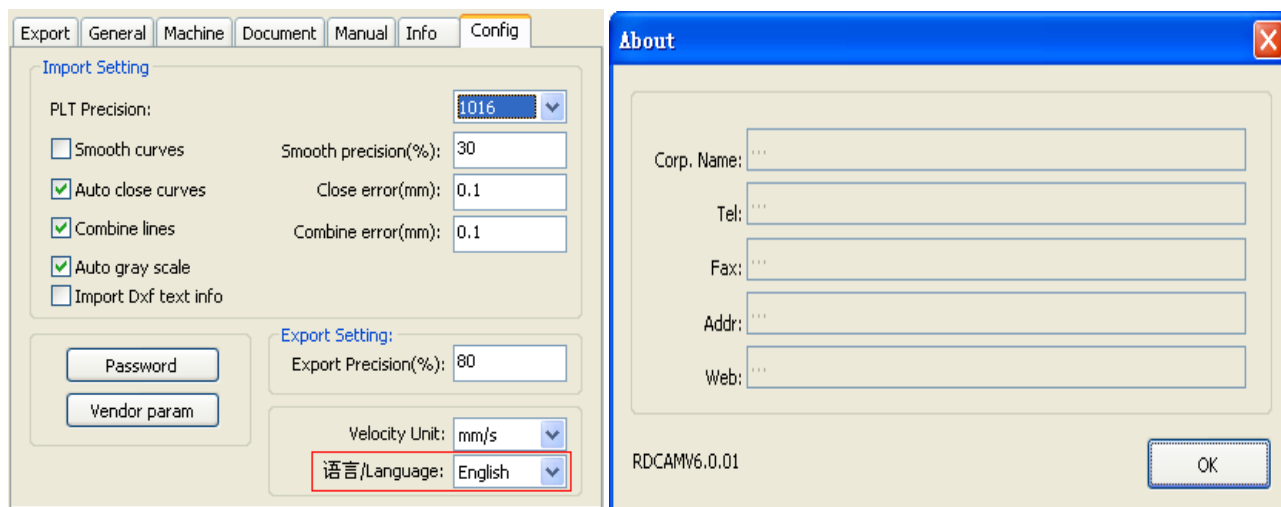 Export General Machine Document Manual Info Config
Import Setting
PLT Precision: 1016
Smooth curves Smooth precision(%): 30
Auto close curves Close error(mm): 0.1
Combine lines Combine error(mm): 0.1
Auto gray scale
Import Dxf text info
Password
Vendor param
Export Setting:
Export Precision(%): 80
Velocity Unit: mm/s
语言/Language: English
About
Corp. Name: ...
Tel: ...
Fax: ...
Addr: ...
Web: ...
RDCAMV6.0.01
OK